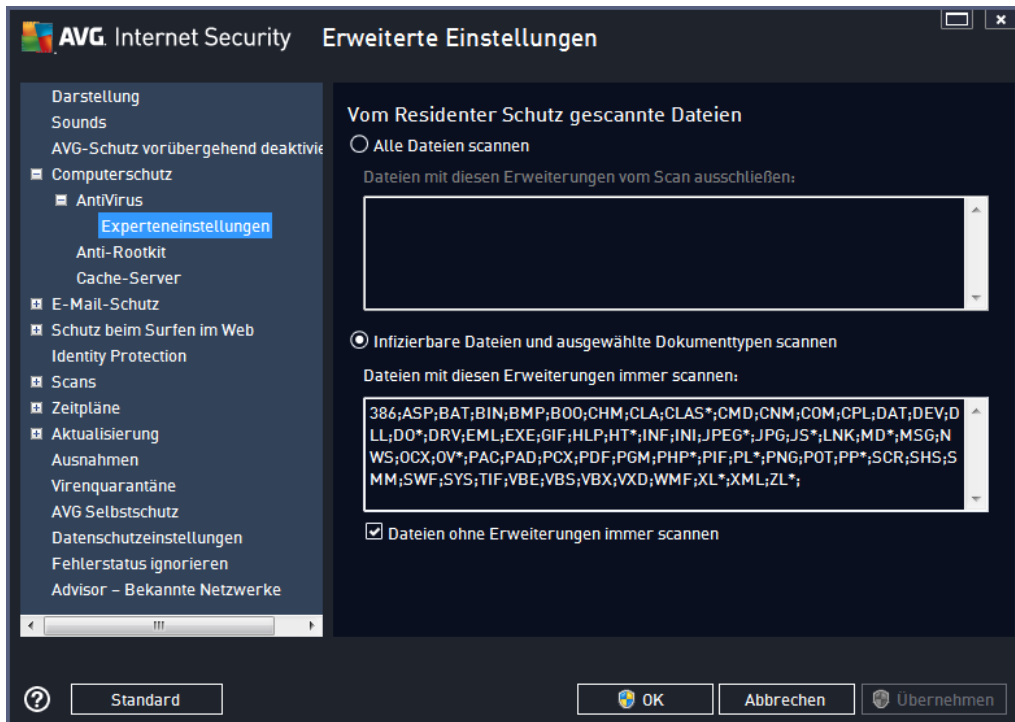 AVG. Internet Security Erweiterte Einstellungen
Darstellung
Sounds
AVG-Schutz vorübergehend deaktivie
Computerschutz
AntiVirus
Experteneinstellungen
Anti-Rootkit
Cache-Server
E-Mail-Schutz
Schutz beim Surfen im Web
Identity Protection
Scans
Zeitpläne
Aktualisierung
Ausnahmen
Virenquarantäne
AVG Selbstschutz
Datenschutzeinstellungen
Fehlerstatus ignorieren
Advisor – Bekannte Netzwerke
Vom Residenter Schutz gescannte Dateien
Alle Dateien scannen
Dateien mit diesen Erweiterungen vom Scan ausschließen:
Infizierbare Dateien und ausgewählte Dokumenttypen scannen
Dateien mit diesen Erweiterungen immer scannen:
386;ASP;BAT;BIN;BMP;BOO;CHM;CLA;CLAS*;CMD;CNM;COM;CPL;DAT;DEV;D
LL;DO*;DRV;EML;EXE;GIF;HLP;HT*;INF;INI;JPEG*;JPG;JS*;LNK;MD*;MSG;N
WS;OCX;OV*;PAC;PAD;PCX;PDF;PGM;PHP*;PIF;PL*;PNG;POT;PP*;SCR;SHS;S
MM;SWF;SYS;TIF;VBE;VBS;VBX;VXD;WMF;XL*;XML;ZL*;
Dateien ohne Erweiterungen immer scannen
Standard
OK
Abbrechen
Übernehmen